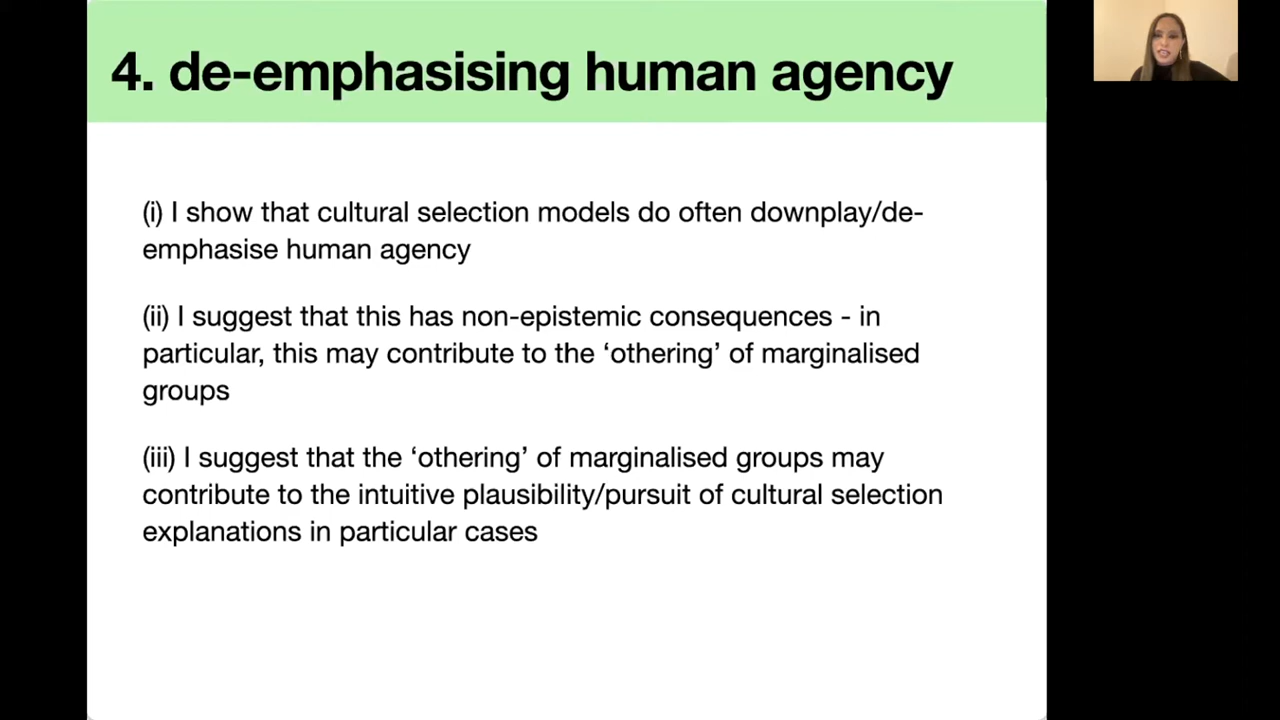 4. de-emphasising human agency
(i) I show that cultural selection models do often downplay/de-
emphasise human agency
(ii) I suggest that this has non-epistemic consequences - in
particular, this may contribute to the ‘othering’ of marginalised
groups
(iii) I suggest that the ‘othering’ of marginalised groups may
contribute to the intuitive plausibility/pursuit of cultural selection
explanations in particular cases